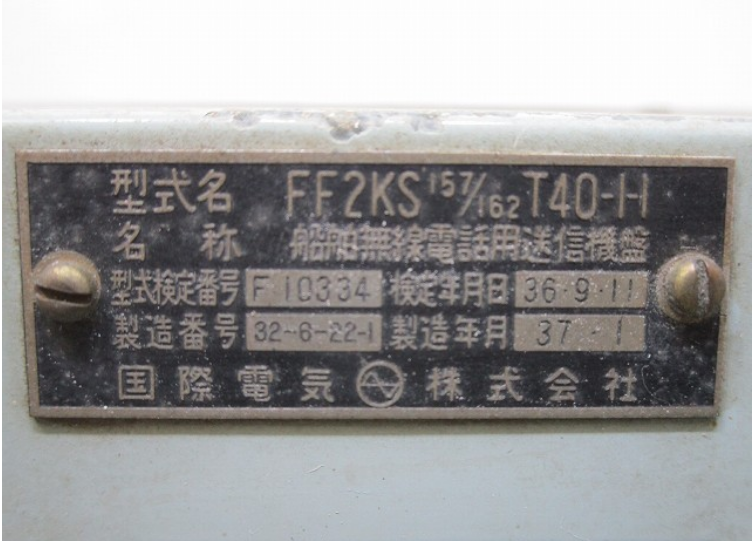 型式名 FF2KS 157/162 T40-H
名称 船舶無線電話用送信機盤
型式検定番号 F 10334 検定年月日 36・9・11
製造番号 32-6-22-1 製造年月 37・1
国際電気 株式会社